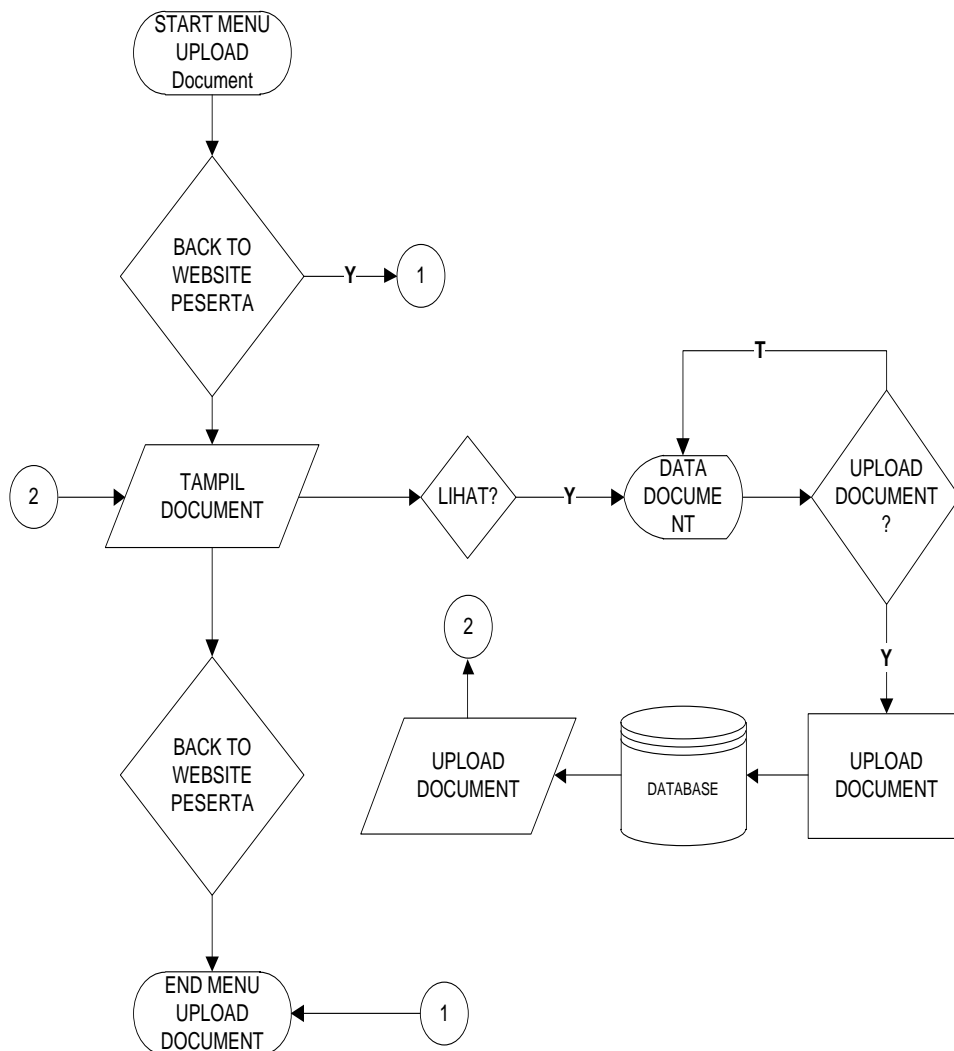 START MENU
UPLOAD
Document
BACK TO
WEBSITE
PESERTA
Y
1
T
2
TAMPIL
DOCUMENT
LIHAT?
Y
DATA
DOCUME
NT
UPLOAD
DOCUMENT
?
Y
2
BACK TO
WEBSITE
PESERTA
UPLOAD
DOCUMENT
DATABASE
UPLOAD
DOCUMENT
END MENU
UPLOAD
DOCUMENT
1